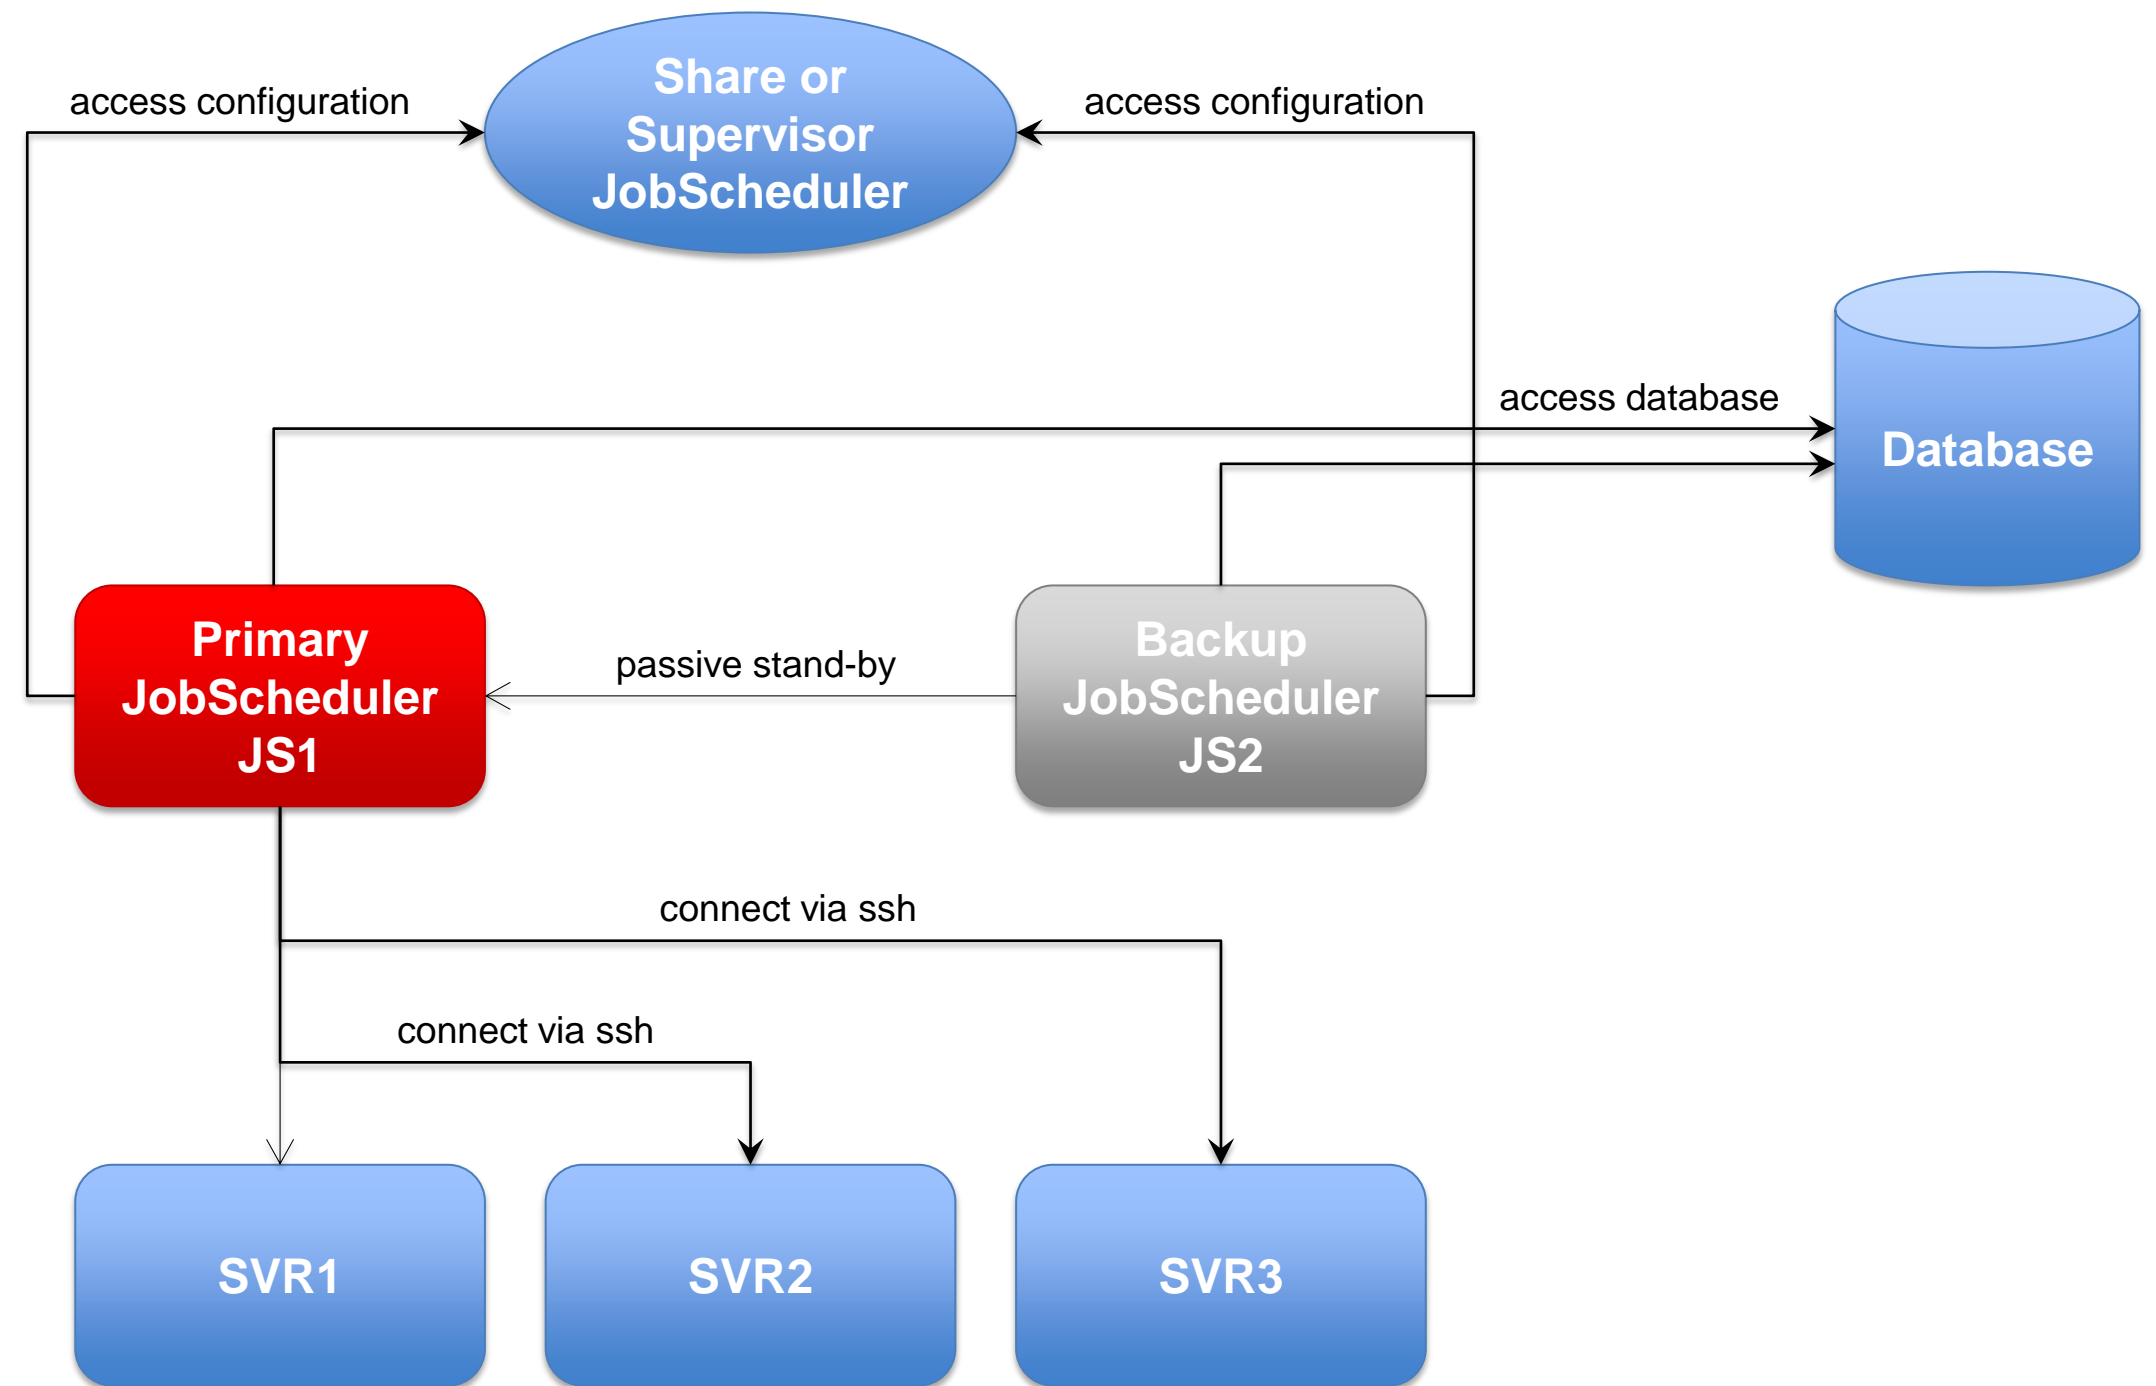 access configuration
Share or
Supervisor
JobScheduler
access configuration
access database
Database
Primary
JobScheduler
JS1
passive stand-by
Backup
JobScheduler
JS2
connect via ssh
connect via ssh
SVR1
SVR2
SVR3